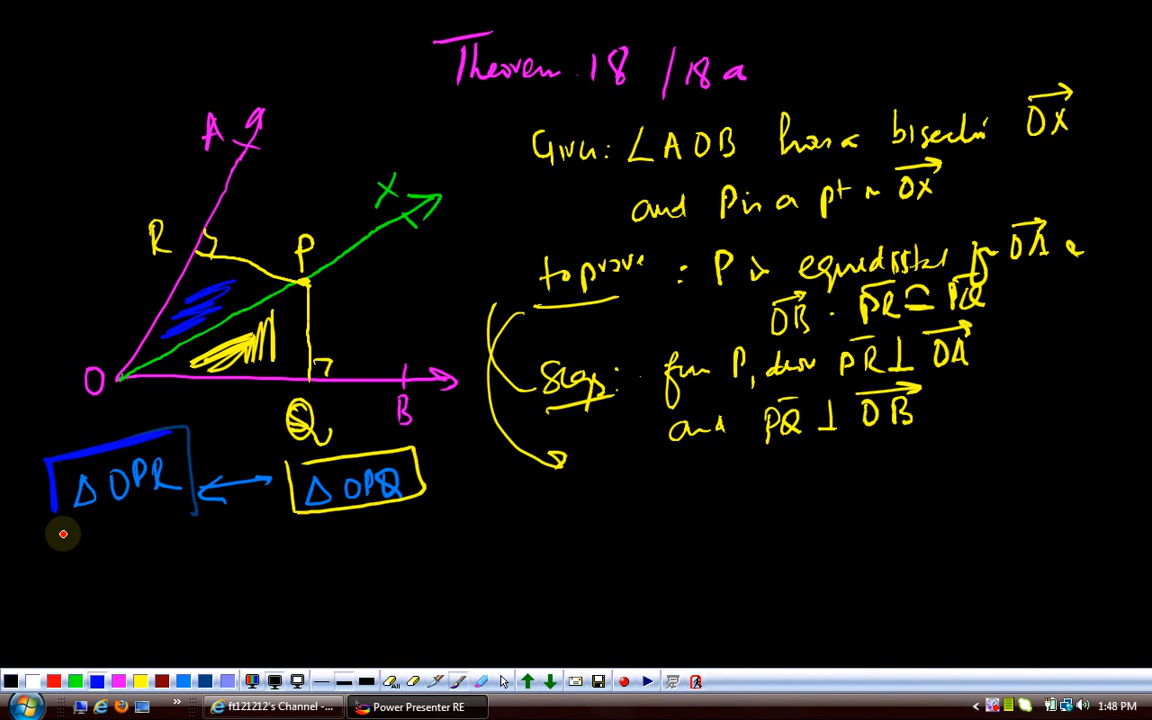 Theorem 18 / 18a
Given: ∠AOB has a bisector OX
and P is a pt on OX
to prove : P is equidistant f OA &
OB . PR ≅ PQ
Steps: from P, draw PR ⊥ OA
and PQ ⊥ OB
A
X
R
P
O
Q
B
Δ OPR
Δ OPQ
ft121212's Channel -...
Power Presenter RE
1:48 PM